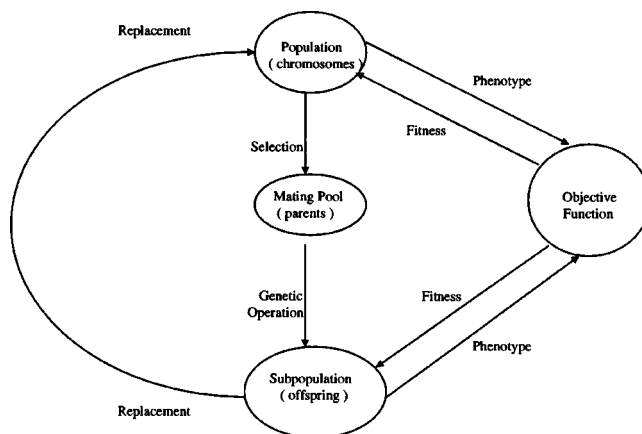 Replacement
Population
( chromosomes )
Phenotype
Fitness
Selection
Mating Pool
( parents )
Objective
Function
Genetic
Operation
Fitness
Phenotype
Subpopulation
( offspring )
Replacement